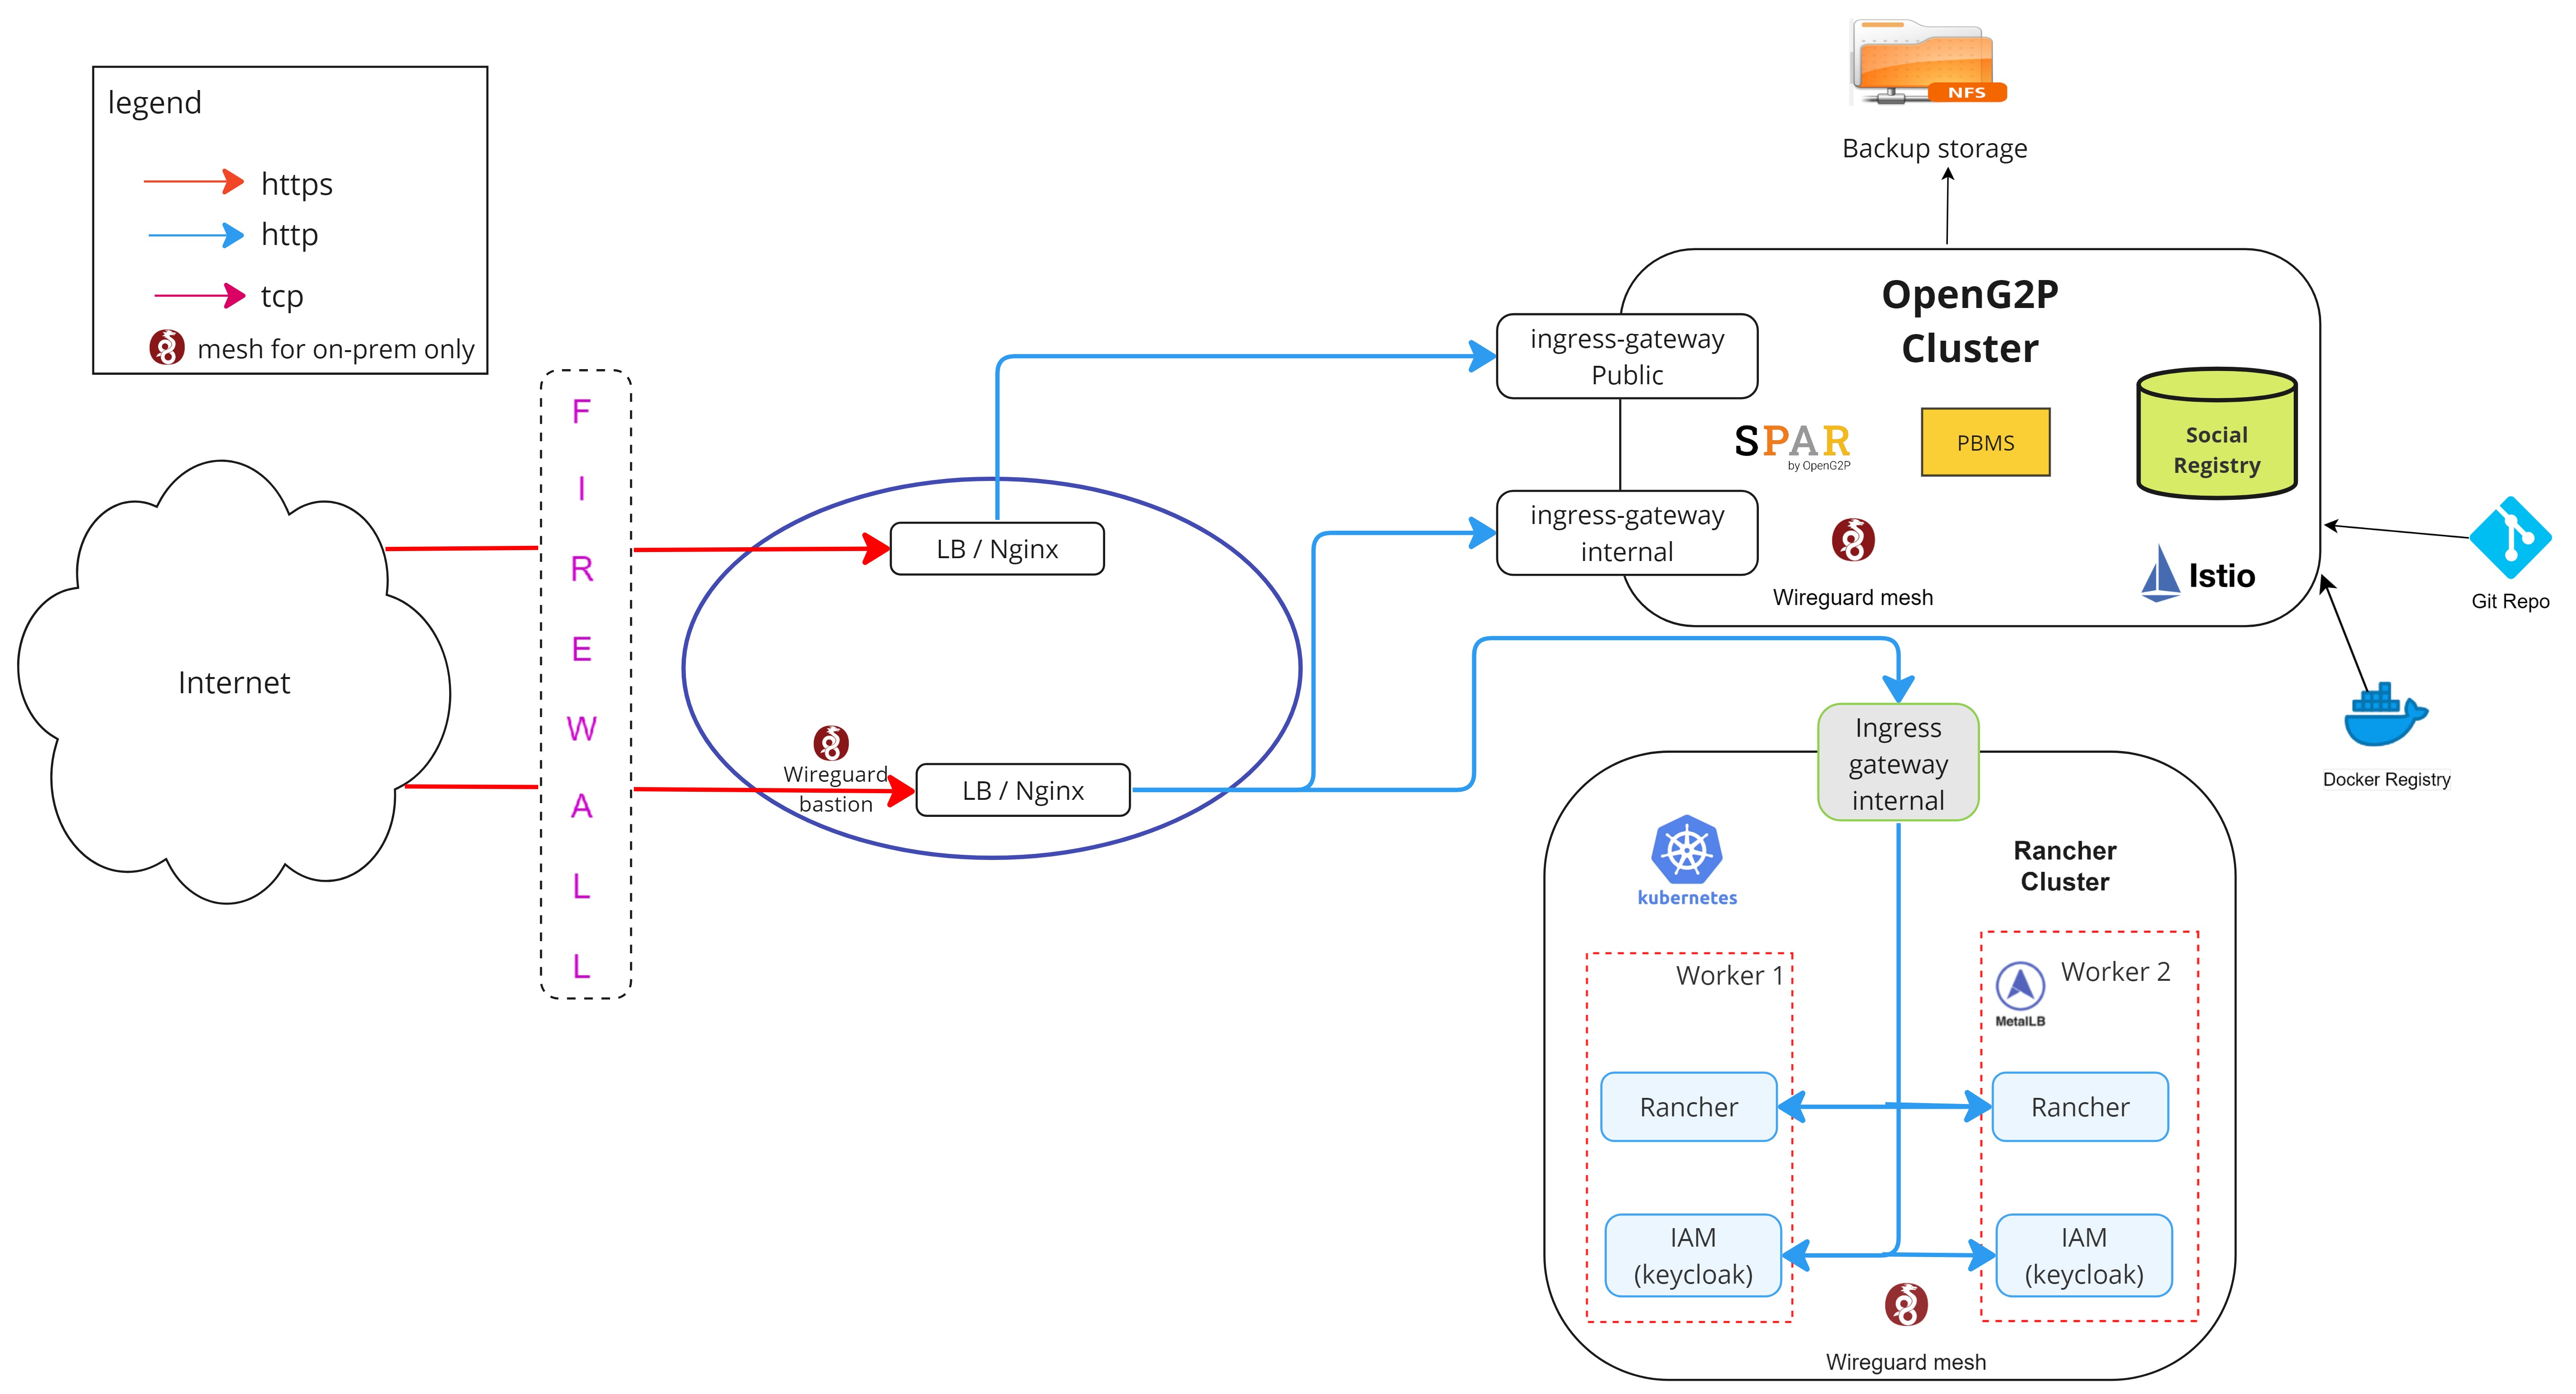 legend
https
http
tcp
mesh for on-prem only
Internet
F
I
R
E
W
A
L
L
LB / Nginx
Wireguard
bastion
LB / Nginx
NFS
Backup storage
OpenG2P
Cluster
ingress-gateway
Public
SPAR
by OpenG2P
PBMS
Social
Registry
ingress-gateway
internal
Wireguard mesh
Istio
Git Repo
Docker Registry
Ingress
gateway
internal
kubernetes
Rancher
Cluster
Worker 1
MetalLB
Worker 2
Rancher
Rancher
IAM
(keycloak)
IAM
(keycloak)
Wireguard mesh